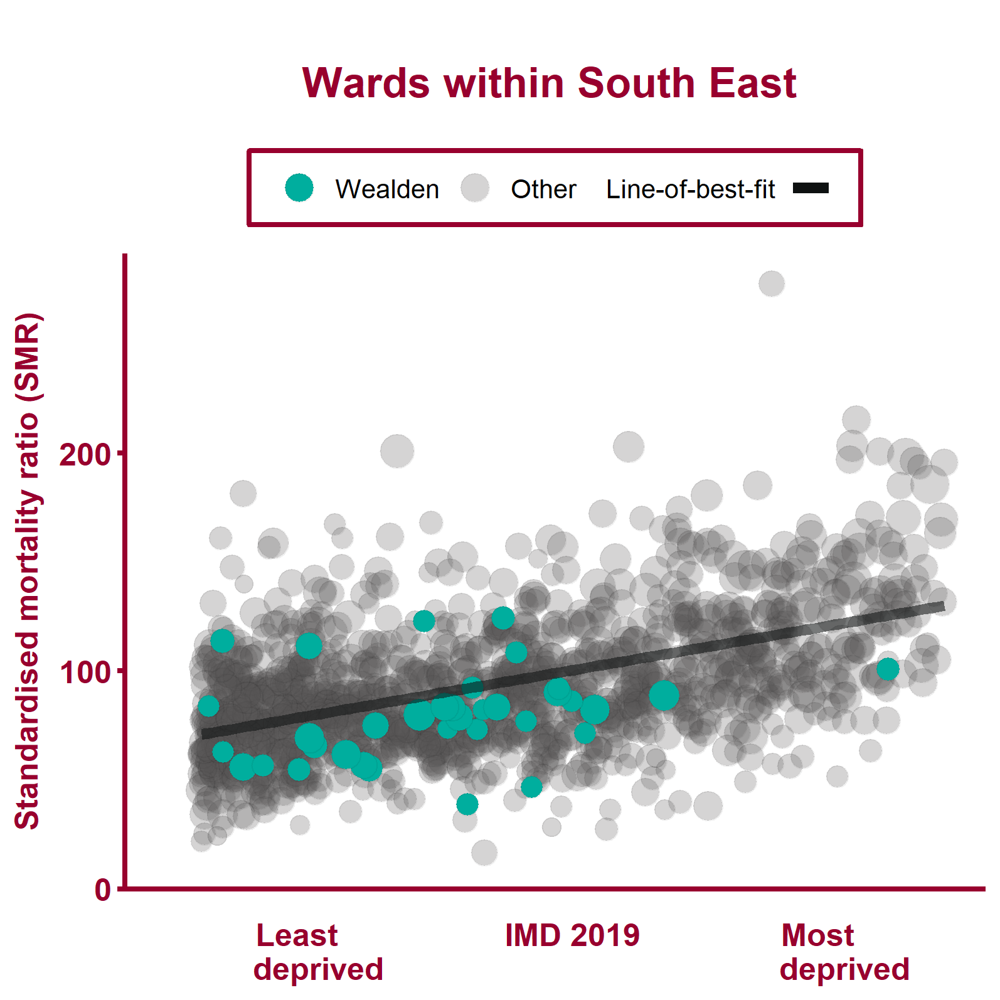 Wards within South East
Wealden Other Line-of-best-fit
Standardised mortality ratio (SMR)
200
100
0
Least deprived
IMD 2019
Most deprived